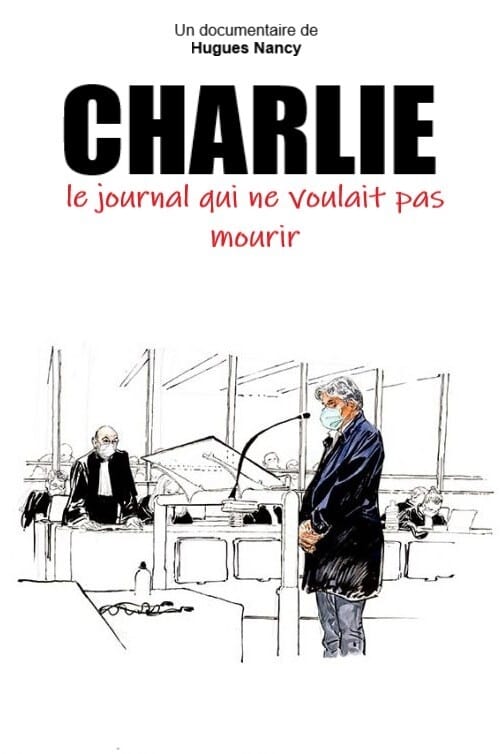 Un documentaire de
Hugues Nancy
CHARLIE
le journal qui ne voulait pas
mourir